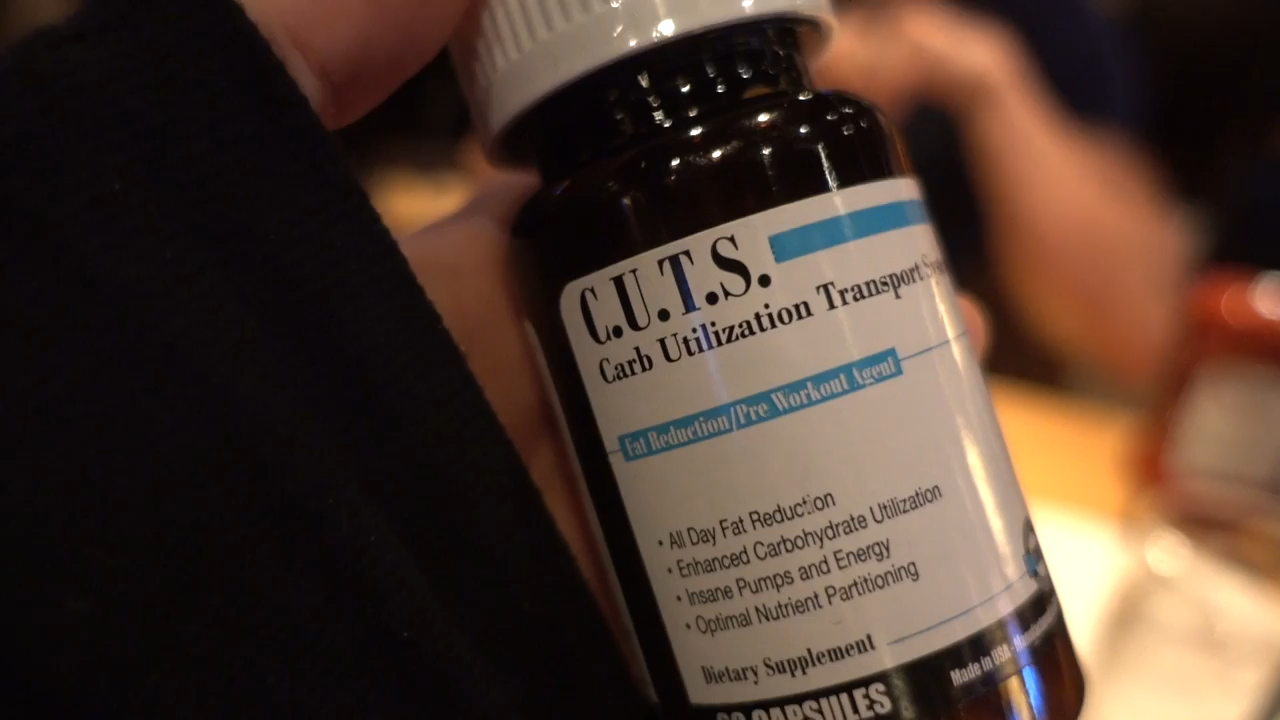 C.U.T.S.
Carb Utilization Transport
Fat Reduction/Pre Workout Agent
• All Day Fat Reduction
• Enhanced Carbohydrate Utilization
• Insane Pumps and Energy
• Optimal Nutrient Partitioning
Dietary Supplement
Made in USA
CAPSULES